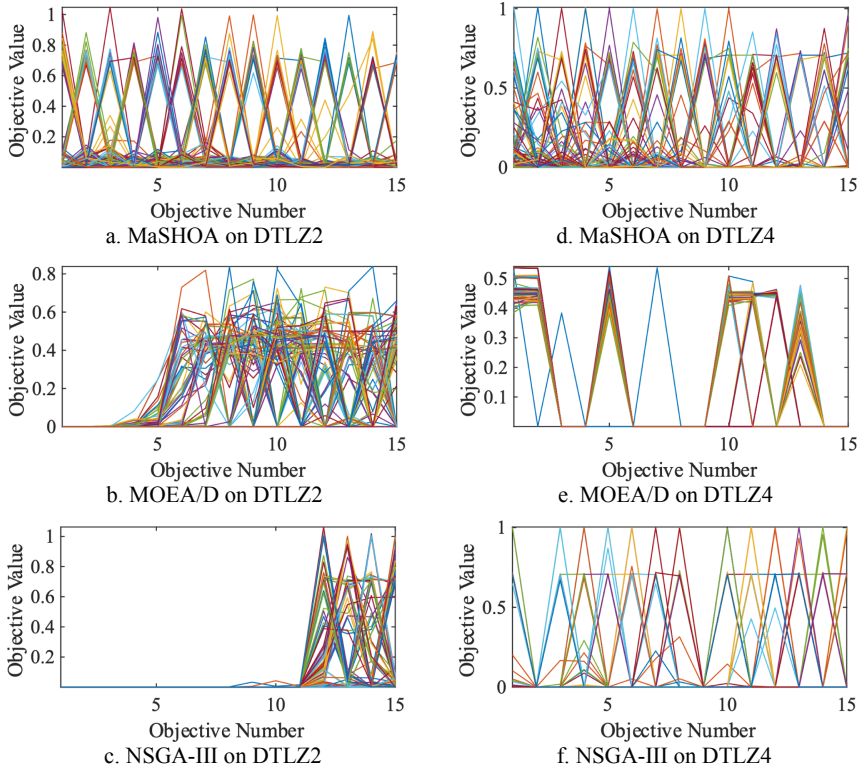 1
0.8
0.6
0.4
0.2
5
10
15
Objective Value
Objective Number
a. MaSHOA on DTLZ2
1
0.5
0
5
10
15
Objective Value
Objective Number
d. MaSHOA on DTLZ4
0.8
0.6
0.4
0.2
0
5
10
15
Objective Value
Objective Number
b. MOEA/D on DTLZ2
0.5
0.4
0.3
0.2
0.1
5
10
15
Objective Value
Objective Number
e. MOEA/D on DTLZ4
1
0.8
0.6
0.4
0.2
5
10
15
Objective Value
Objective Number
c. NSGA-III on DTLZ2
1
0.5
0
5
10
15
Objective Value
Objective Number
f. NSGA-III on DTLZ4